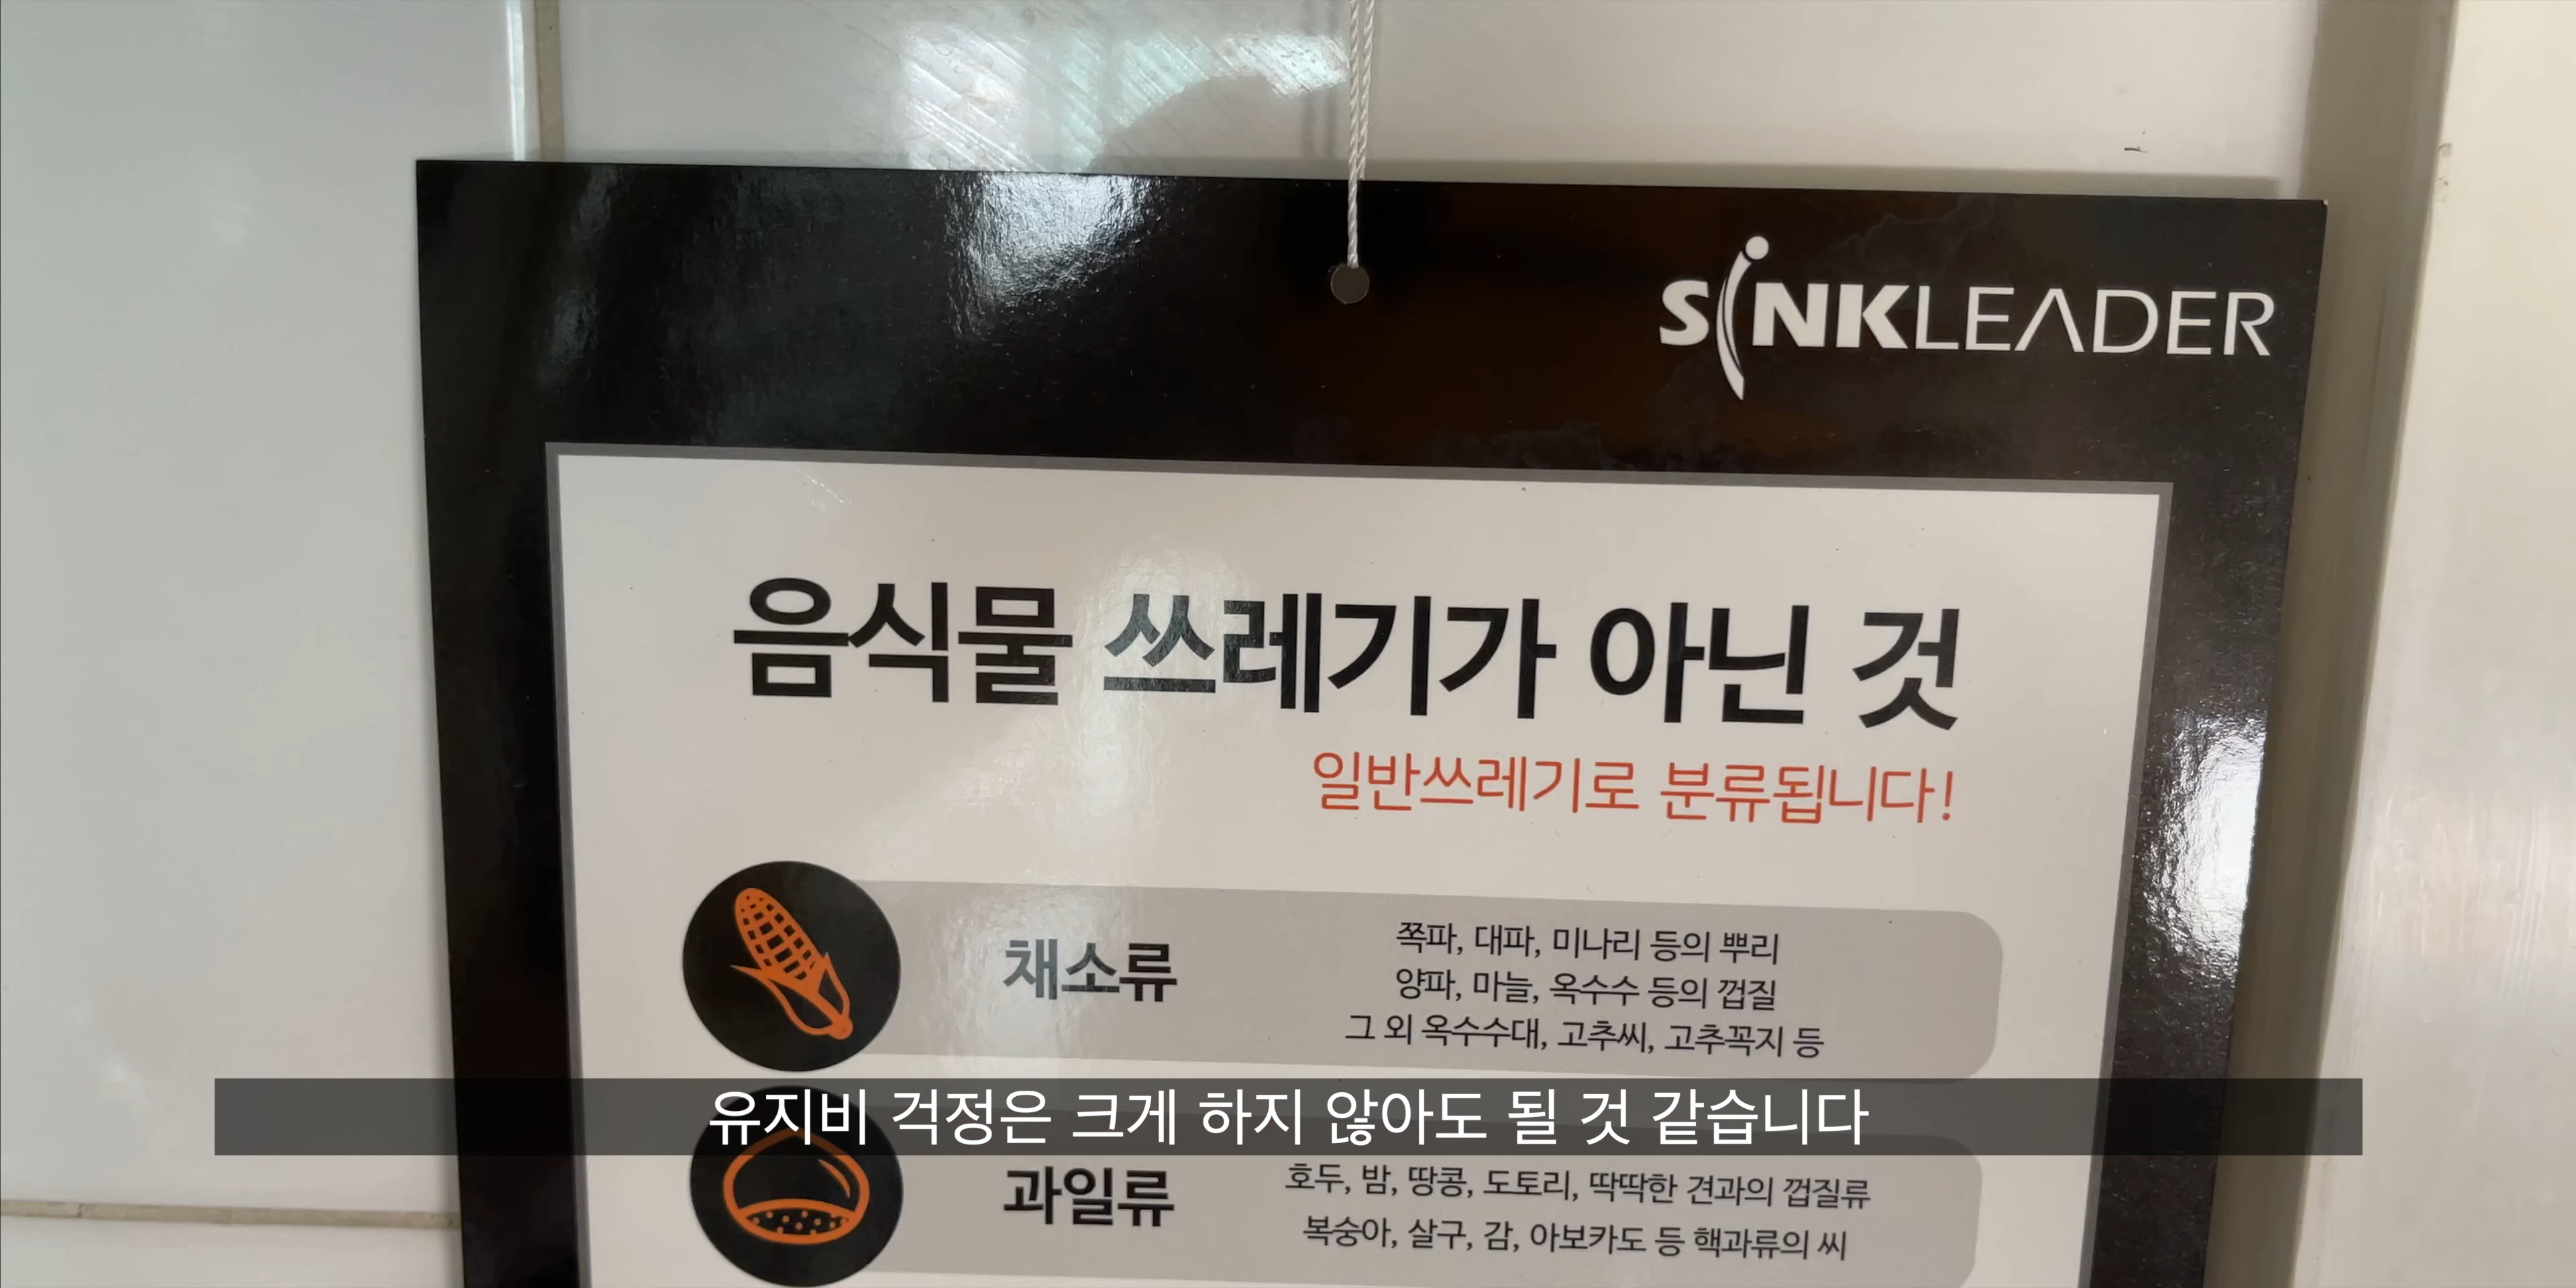 SINKLEADER
음식물 쓰레기가 아닌 것
일반쓰레기로 분류됩니다!
채소류
쪽파, 대파, 미나리 등의 뿌리
양파, 마늘, 옥수수 등의 껍질
그 외 옥수수대, 고추씨, 고추꼭지 등
유지비 걱정은 크게 하지 않아도 될 것 같습니다
과일류
호두, 밤, 땅콩, 도토리, 딱딱한 견과의 껍질류
복숭아, 살구, 감, 아보카도 등 핵과류의 씨